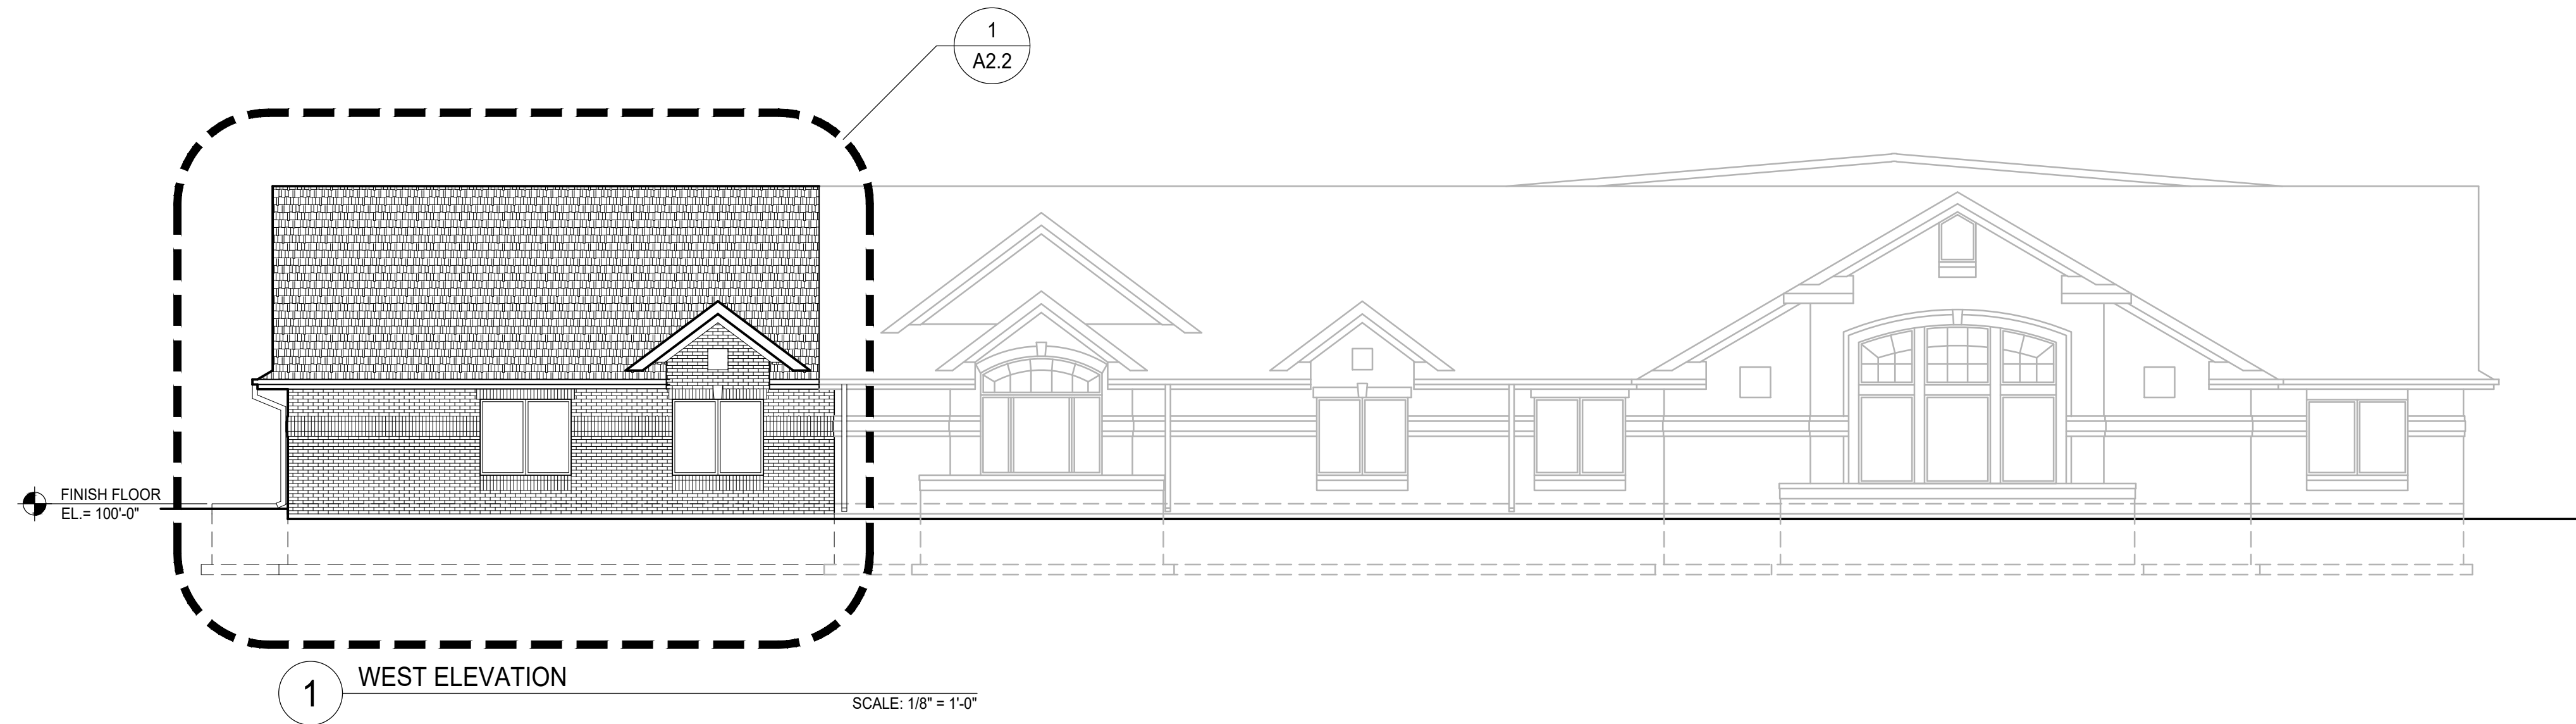 1
A2.2
FINISH FLOOR
EL.= 100'-0"
1
WEST ELEVATION
SCALE: 1/8" = 1'-0"